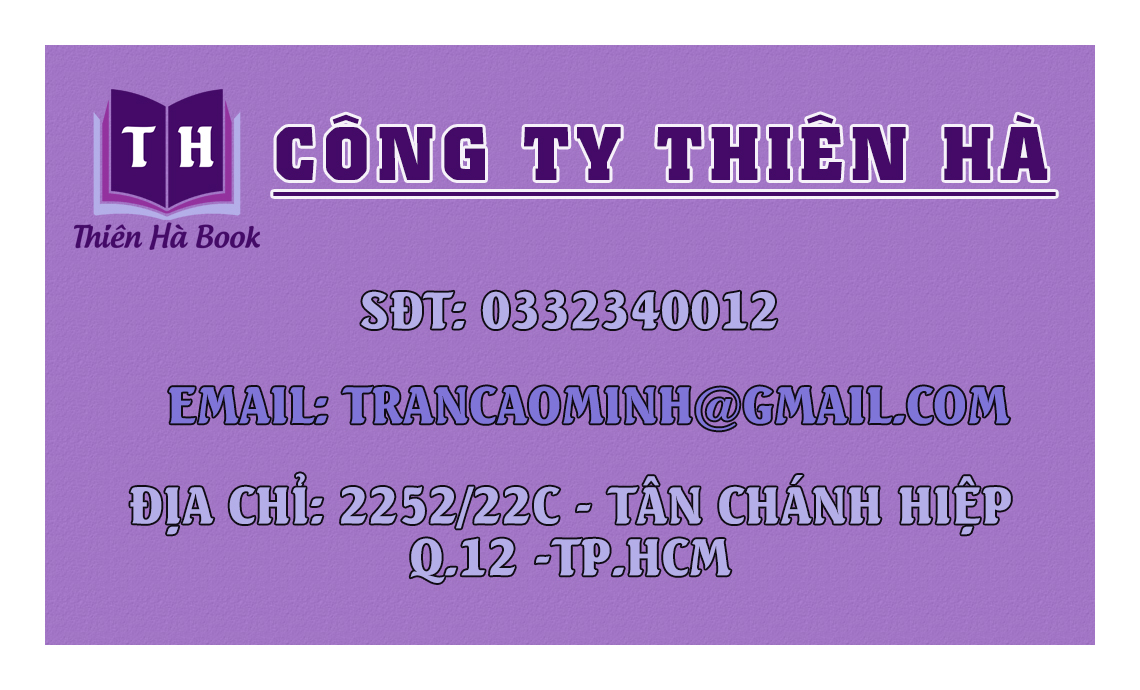 T H
CÔNG TY THIÊN HÀ
Thiên Hà Book
SĐT: 0332340012
EMAIL: TRANCAOMINH@GMAIL.COM
ĐỊA CHỈ: 2252/22C - TÂN CHÁNH HIỆP
Q.12 -TP.HCM